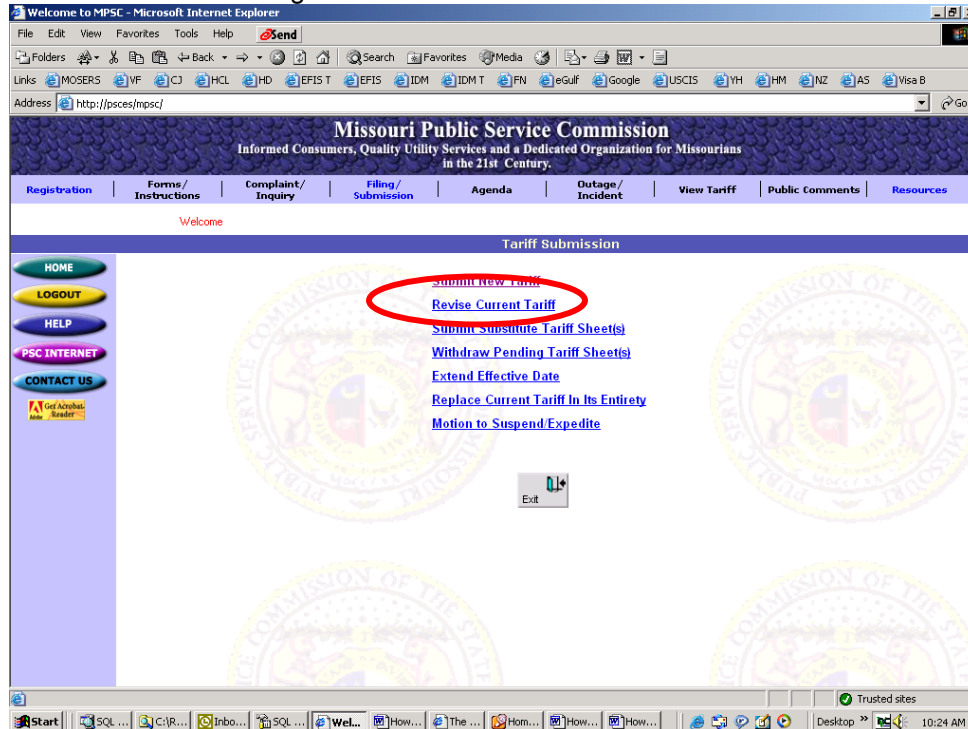 Welcome to MPSC - Microsoft Internet Explorer
File Edit View Favorites Tools Help Send
Folders Back Search Favorites Media
Links MOSERS VF CJ HCL HD EFIS T EFIS IDM IDM T FN eGulf Google USCIS YH HM NZ AS Visa B
Address http://psces/mpsc/ Go
Missouri Public Service Commission
Informed Consumers, Quality Utility Services and a Dedicated Organization for Missourians
in the 21st Century.
Registration | Forms/ Instructions | Complaint/ Inquiry | Filing/ Submission | Agenda | Outage/ Incident | View Tariff | Public Comments | Resources
Welcome
Tariff Submission
HOME
LOGOUT
HELP
PSC INTERNET
CONTACT US
Get Acrobat
Adobe Reader
Submit New Tariff
Revise Current Tariff
Submit Substitute Tariff Sheet(s)
Withdraw Pending Tariff Sheet(s)
Extend Effective Date
Replace Current Tariff In Its Entirety
Motion to Suspend/Expedite
Exit
Trusted sites
Start SQL ... C:\R... Inbo... SQL ... Wel... How... The ... Hom... How... How... Desktop » 10:24 AM